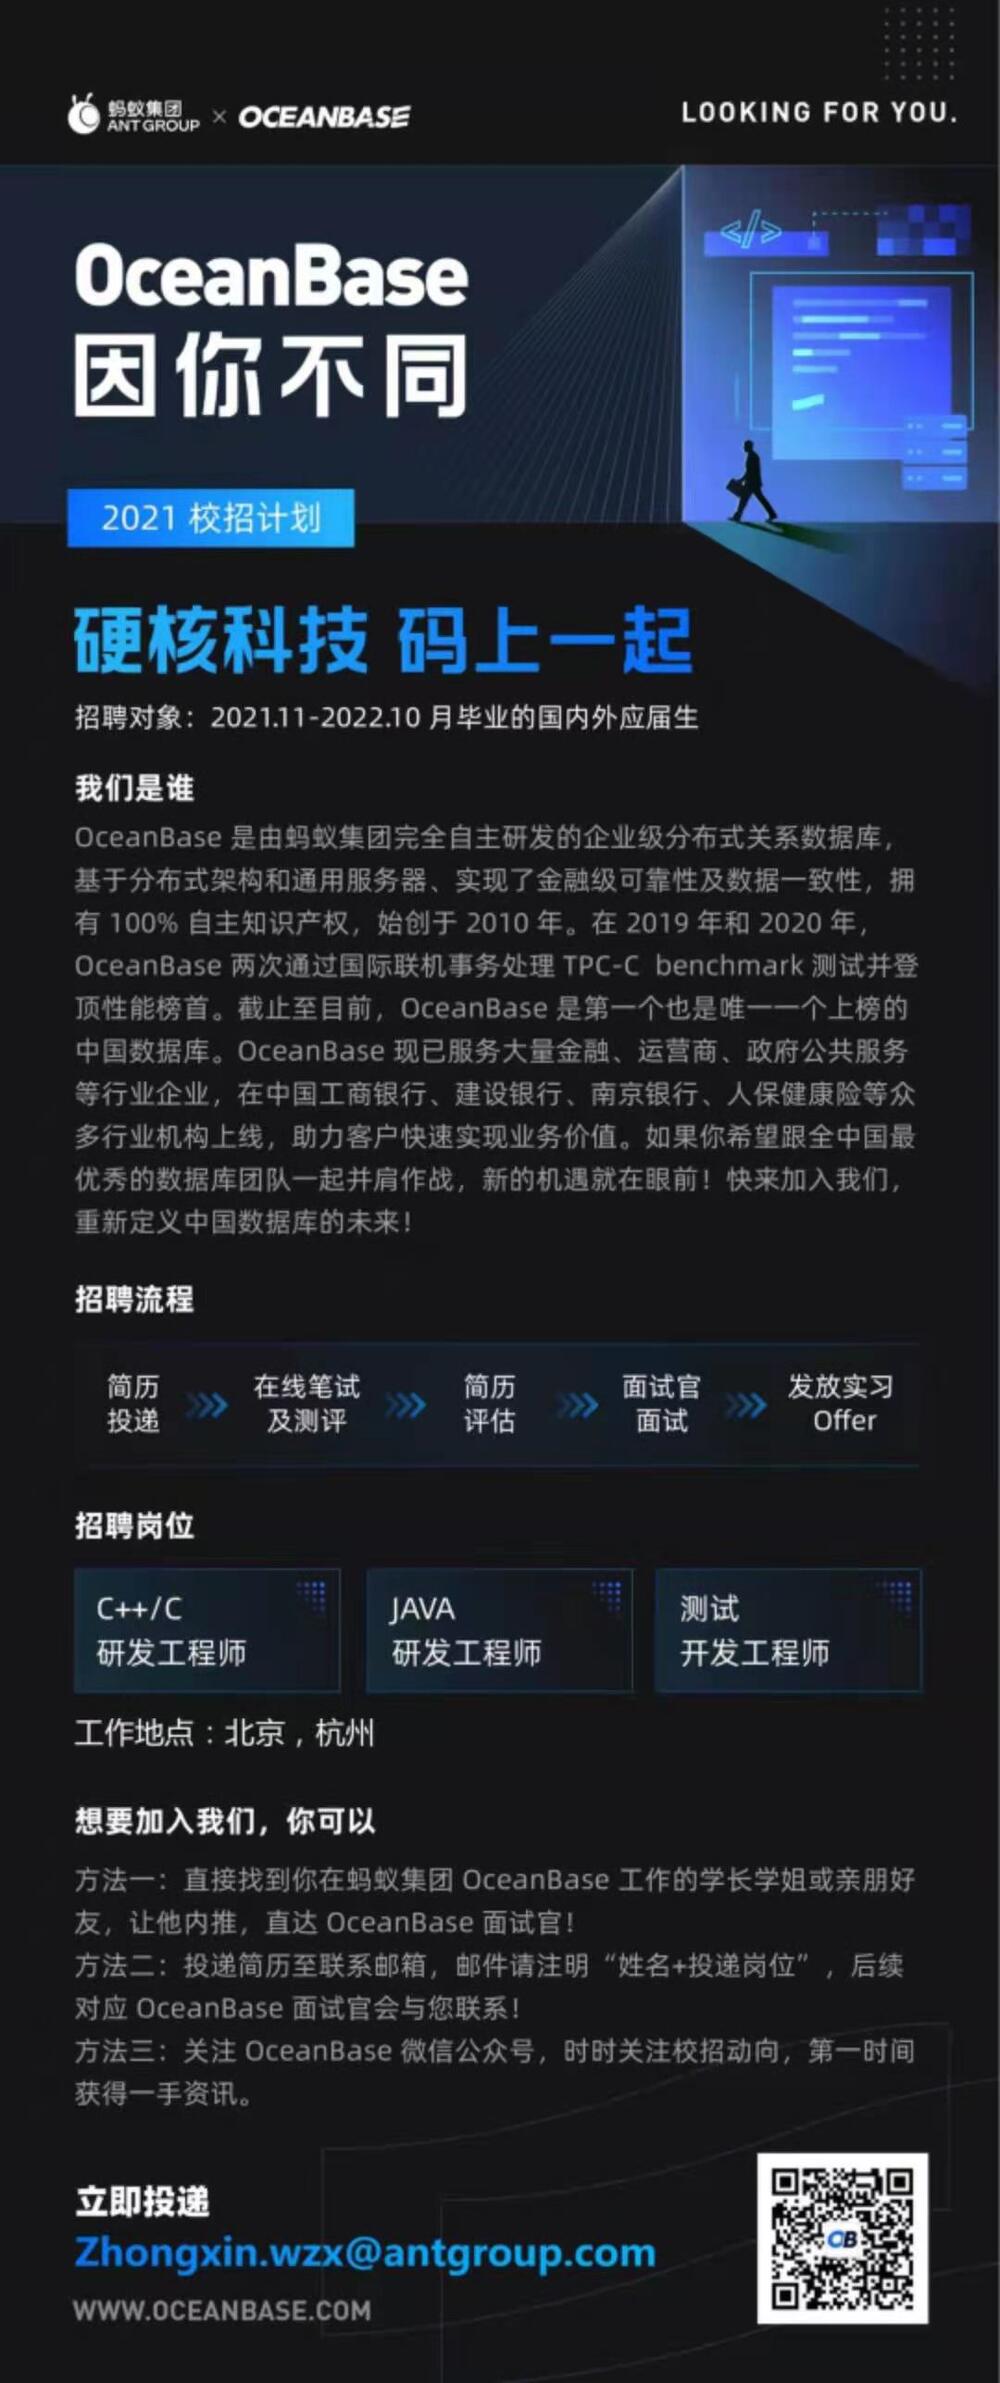 蚂蚁集团
ANT GROUP × OCEANBASE
LOOKING FOR YOU.
</>
OceanBase
因你不同
2021 校招计划
硬核科技 码上一起
招聘对象：2021.11-2022.10 月毕业的国内外应届生
我们是谁
OceanBase 是由蚂蚁集团完全自主研发的企业级分布式关系数据库，
基于分布式架构和通用服务器、实现了金融级可靠性及数据一致性，拥
有 100% 自主知识产权，始创于 2010 年。在 2019 年和 2020 年，
OceanBase 两次通过国际联机事务处理 TPC-C benchmark 测试并登
顶性能榜首。截止至目前，OceanBase 是第一个也是唯一一个上榜的
中国数据库。OceanBase 现已服务大量金融、运营商、政府公共服务
等行业企业，在中国工商银行、建设银行、南京银行、人保健康险等众
多行业机构上线，助力客户快速实现业务价值。如果你希望跟全中国最
优秀的数据库团队一起并肩作战，新的机遇就在眼前！快来加入我们，
重新定义中国数据库的未来！
招聘流程
简历
投递
在线笔试
及测评
简历
评估
面试官
面试
发放实习
Offer
招聘岗位
C++/C
研发工程师
JAVA
研发工程师
测试
开发工程师
工作地点：北京，杭州
想要加入我们，你可以
方法一：直接找到你在蚂蚁集团 OceanBase 工作的学长学姐或亲朋好
友，让他内推，直达 OceanBase 面试官！
方法二：投递简历至联系邮箱，邮件请注明“姓名+投递岗位”，后续
对应 OceanBase 面试官会与您联系！
方法三：关注 OceanBase 微信公众号，时时关注校招动向，第一时间
获得一手资讯。
立即投递
Zhongxin.wzx@antgroup.com
WWW.OCEANBASE.COM
OB